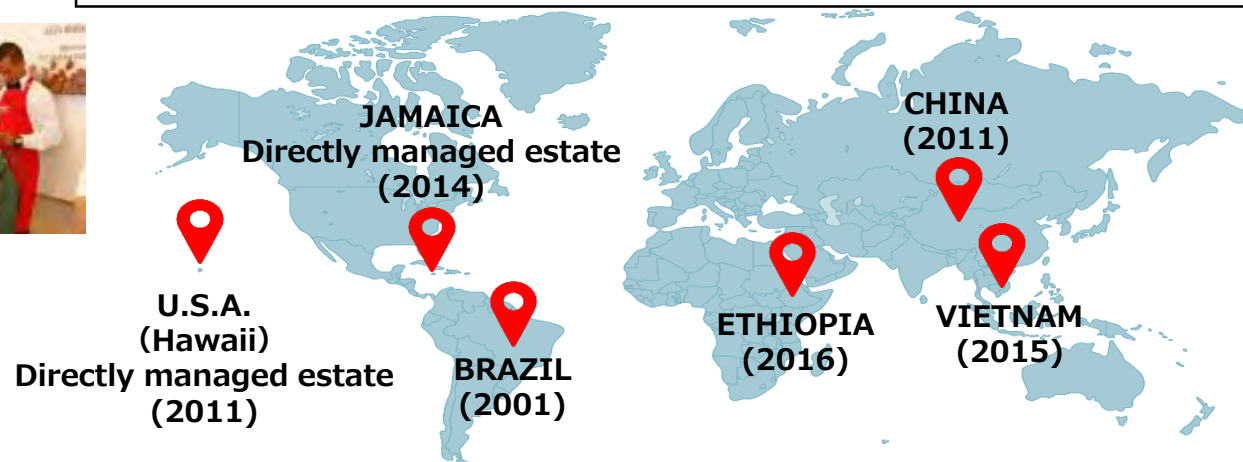 JAMAICA
Directly managed estate
(2014)
CHINA
(2011)
U.S.A.
(Hawaii)
Directly managed estate
(2011)
BRAZIL
(2001)
ETHIOPIA
(2016)
VIETNAM
(2015)